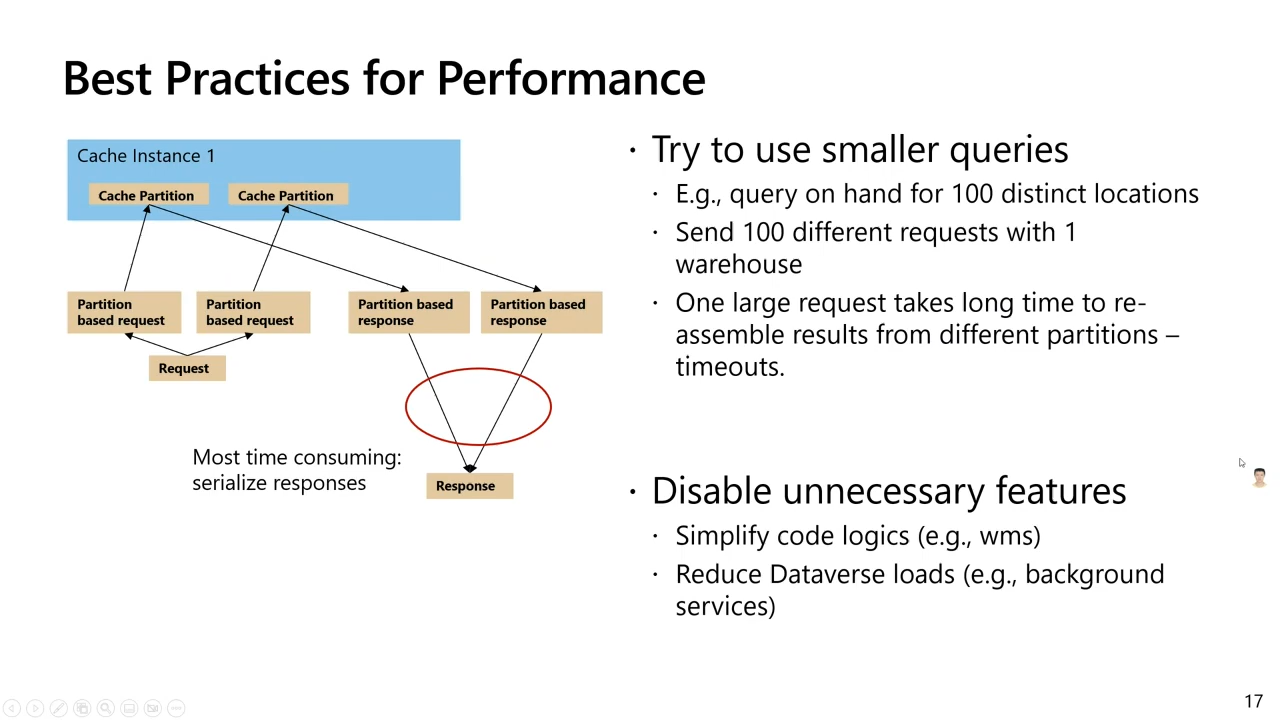 Best Practices for Performance
Cache Instance 1
Cache Partition
Cache Partition
Partition
based request
Partition
based request
Partition based
response
Partition based
response
Request
Most time consuming:
serialize responses
Response
· Try to use smaller queries
· E.g., query on hand for 100 distinct locations
· Send 100 different requests with 1
warehouse
· One large request takes long time to re-
assemble results from different partitions –
timeouts.
· Disable unnecessary features
· Simplify code logics (e.g., wms)
· Reduce Dataverse loads (e.g., background
services)
17